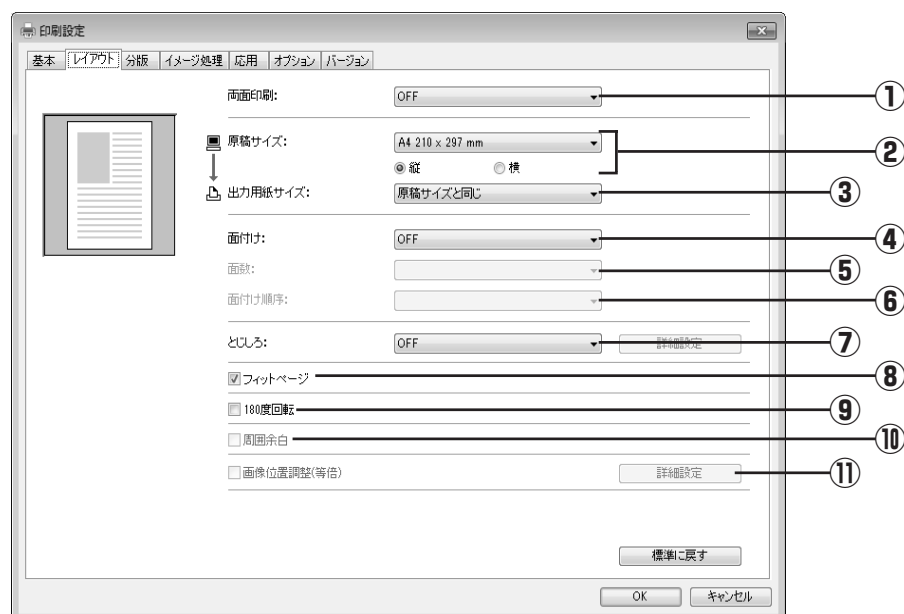 印刷設定
基本 レイアウト 分版 イメージ処理 応用 オプション バージョン
両面印刷: OFF ①
原稿サイズ: A4 210 x 297 mm ②
縦 横
出力用紙サイズ: 原稿サイズと同じ ③
面付け: OFF ④
面数: ⑤
面付け順序: ⑥
とじしろ: OFF 詳細設定 ⑦
フィットページ ⑧
180度回転 ⑨
周囲余白 ⑩
画像位置調整(等倍) 詳細設定 ⑪
標準に戻す
OK キャンセル